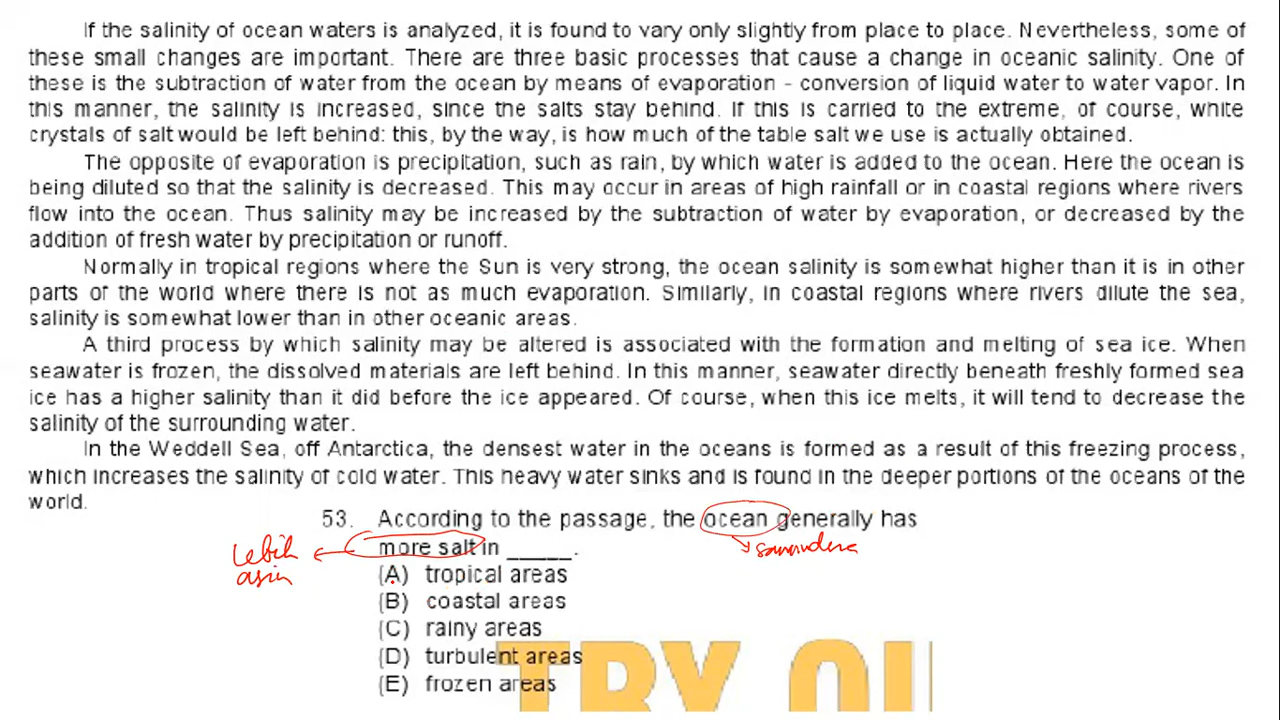 If the salinity of ocean waters is analyzed, it is found to vary only slightly from place to place. Nevertheless, some of
these small changes are important. There are three basic processes that cause a change in oceanic salinity. One of
these is the subtraction of water from the ocean by means of evaporation - conversion of liquid water to water vapor. In
this manner, the salinity is increased, since the salts stay behind. If this is carried to the extreme, of course, white
crystals of salt would be left behind: this, by the way, is how much of the table salt we use is actually obtained.
The opposite of evaporation is precipitation, such as rain, by which water is added to the ocean. Here the ocean is
being diluted so that the salinity is decreased. This may occur in areas of high rainfall or in coastal regions where rivers
flow into the ocean. Thus salinity may be increased by the subtraction of water by evaporation, or decreased by the
addition of fresh water by precipitation or runoff.
Normally in tropical regions where the Sun is very strong, the ocean salinity is somewhat higher than it is in other
parts of the world where there is not as much evaporation. Similarly, in coastal regions where rivers dilute the sea,
salinity is somewhat lower than in other oceanic areas.
A third process by which salinity may be altered is associated with the formation and melting of sea ice. When
seawater is frozen, the dissolved materials are left behind. In this manner, seawater directly beneath freshly formed sea
ice has a higher salinity than it did before the ice appeared. Of course, when this ice melts, it will tend to decrease the
salinity of the surrounding water.
In the Weddell Sea, off Antarctica, the densest water in the oceans is formed as a result of this freezing process,
which increases the salinity of cold water. This heavy water sinks and is found in the deeper portions of the oceans of the
world.
53. According to the passage, the ocean generally has
more salt in _____.
samudera
lebih
asin
(A) tropical areas
(B) coastal areas
(C) rainy areas
(D) turbulent areas
(E) frozen areas
TRY OU